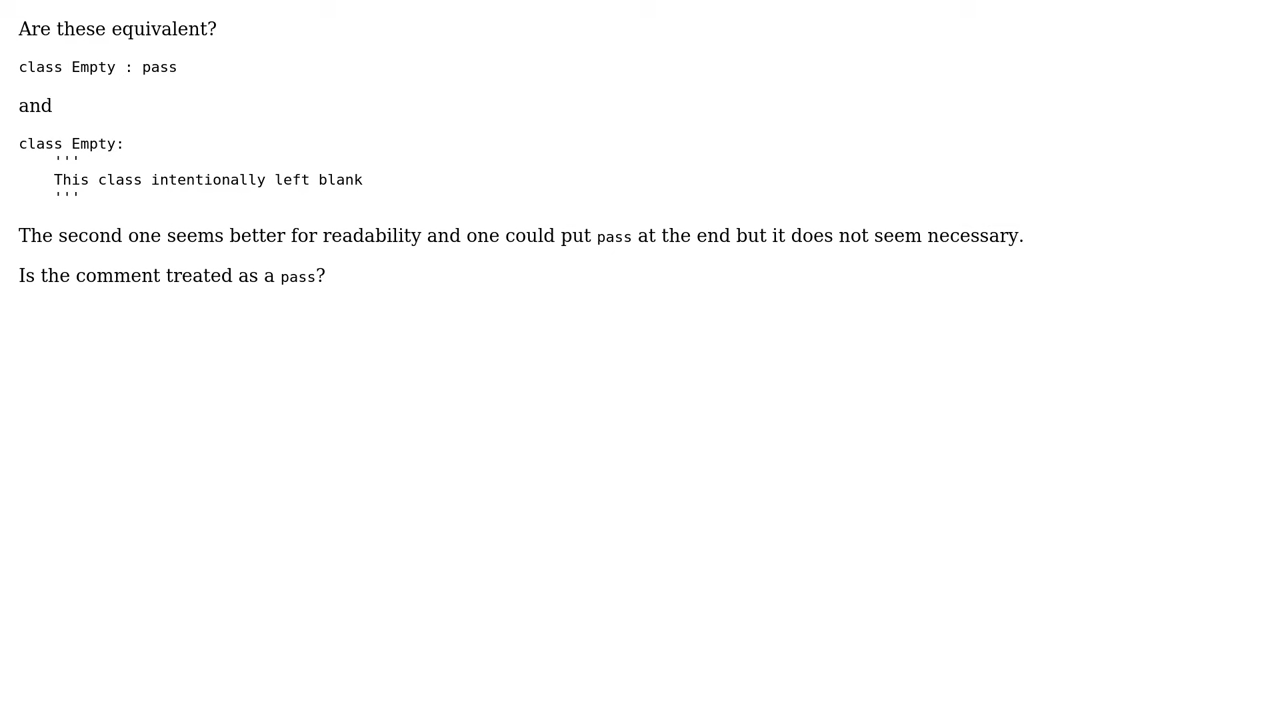 Are these equivalent?
class Empty : pass
and
class Empty:
    '''
    This class intentionally left blank
    '''
The second one seems better for readability and one could put pass at the end but it does not seem necessary.
Is the comment treated as a pass?